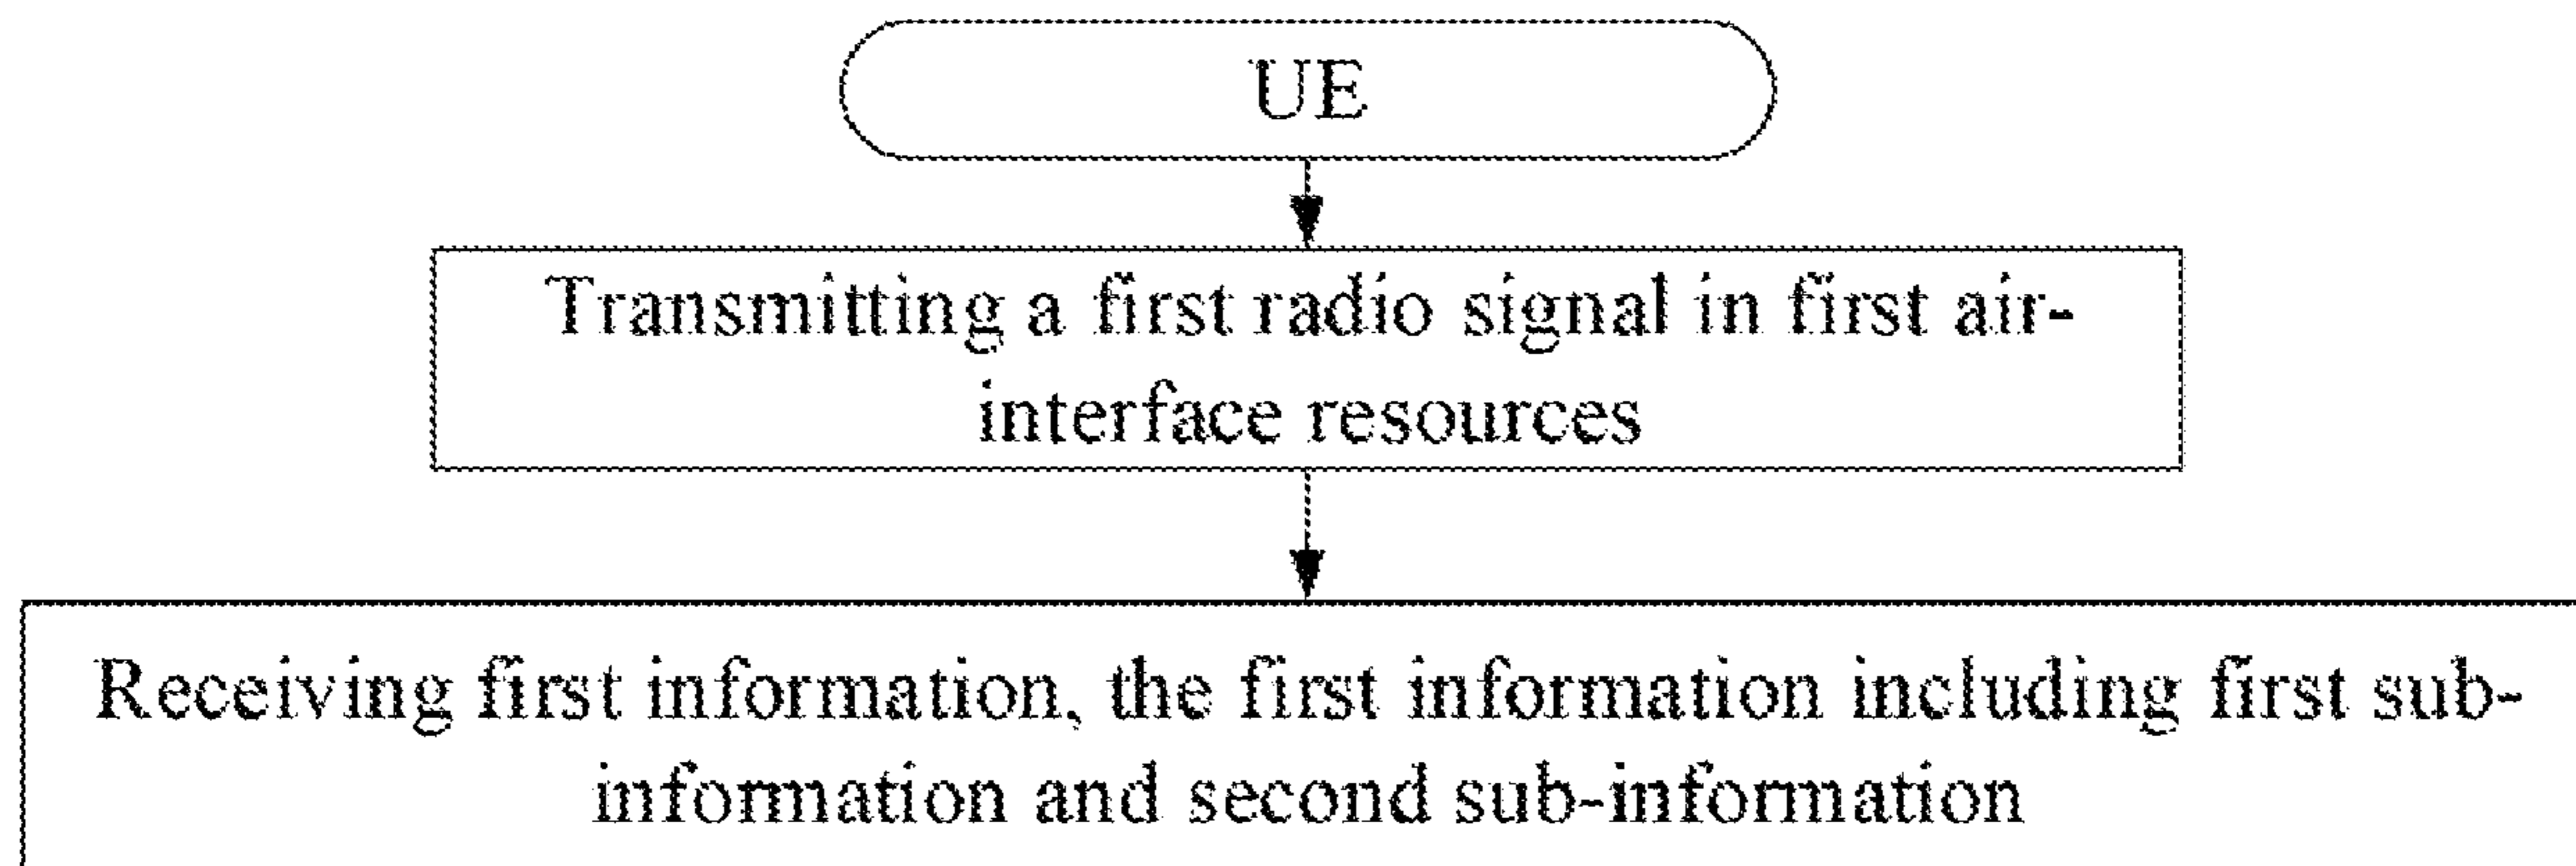 UE
Transmitting a first radio signal in first air-
interface resources
Receiving first information, the first information including first sub-
information and second sub-information